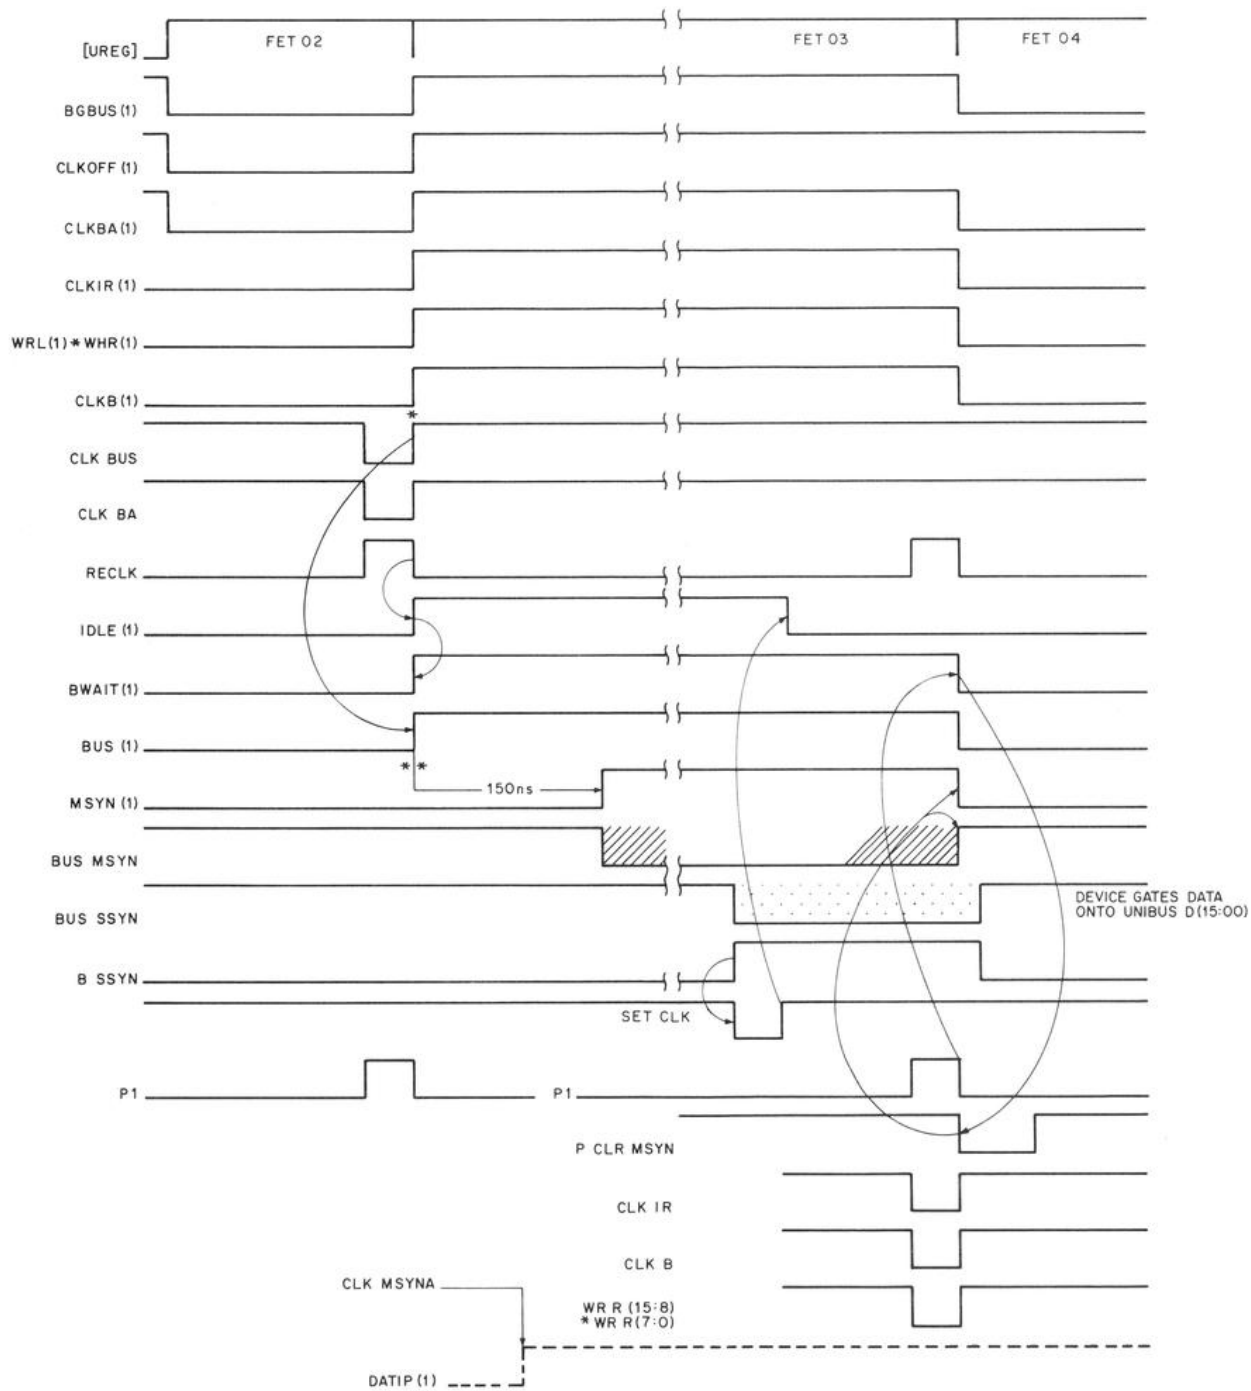 FET 02
FET 03
FET 04
[UREG]
BGBUS (1)
CLKOFF (1)
CLKBA (1)
CLKIR (1)
WRL (1) * WHR (1)
CLKB (1)
*
CLK BUS
CLK BA
RECLK
IDLE (1)
BWAIT (1)
BUS (1)
* *
150ns
MSYN (1)
BUS MSYN
BUS SSYN
DEVICE GATES DATA
ONTO UNIBUS D (15:00)
B SSYN
SET CLK
P1
P1
P CLR MSYN
CLK IR
CLK B
CLK MSYNA
WR R (15:8)
* WR R (7:0)
DATIP (1)